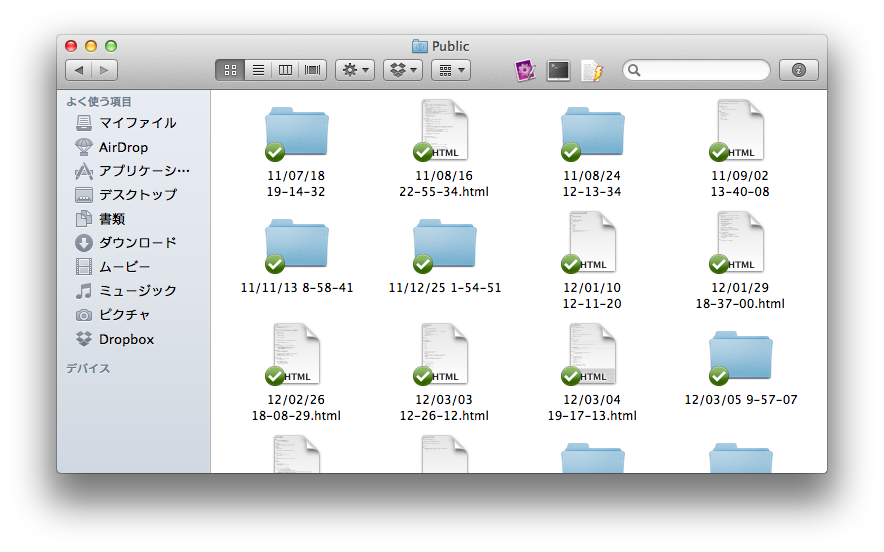 Public
よく使う項目
マイファイル
AirDrop
アプリケーシ…
デスクトップ
書類
ダウンロード
ムービー
ミュージック
ピクチャ
Dropbox
デバイス
HTML
HTML
11/07/18
19-14-32
11/08/16
22-55-34.html
11/08/24
12-13-34
11/09/02
13-40-08
HTML
HTML
11/11/13 8-58-41
11/12/25 1-54-51
12/01/10
12-11-20
12/01/29
18-37-00.html
HTML
HTML
HTML
12/02/26
18-08-29.html
12/03/03
12-26-12.html
12/03/04
19-17-13.html
12/03/05 9-57-07